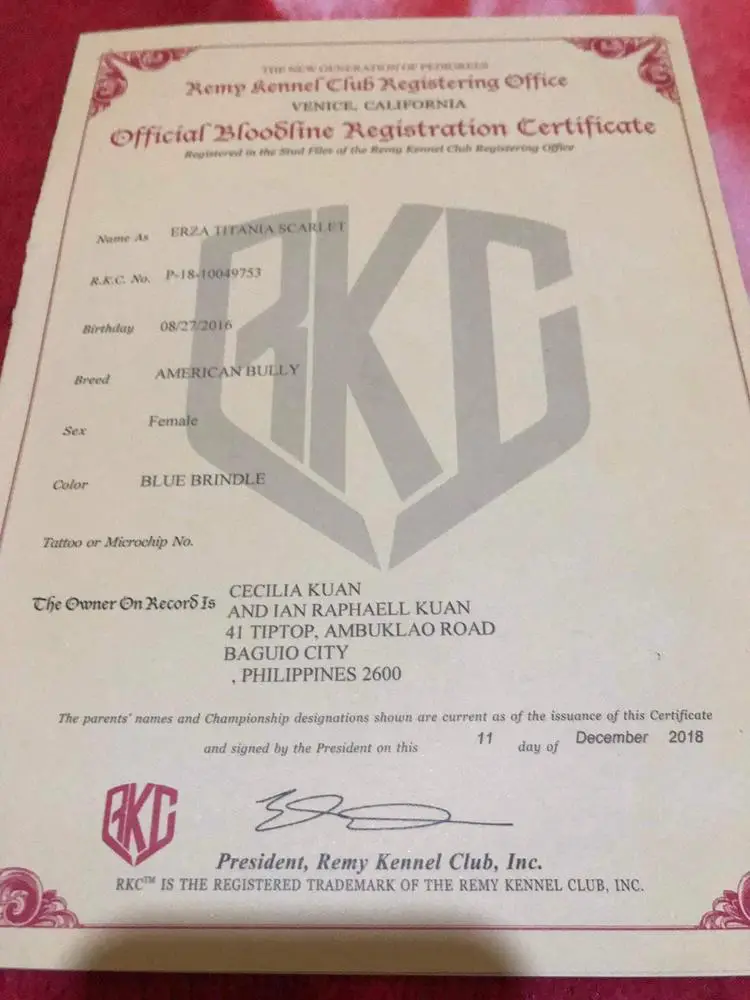 THE NEW GENERATION OF PEDIGREES
Remy Kennel Club Registering Office
VENICE, CALIFORNIA
Official Bloodline Registration Certificate
Registered in the Stud Files of the Remy Kennel Club Registering Office
RKC
Name As ERZA TITANIA SCARLET
R.K.C. No. P-18-10049753
Birthday 08/27/2016
Breed AMERICAN BULLY
Sex Female
Color BLUE BRINDLE
Tattoo or Microchip No.
The Owner On Record Is CECILIA KUAN
AND IAN RAPHAELL KUAN
41 TIPTOP, AMBUKLAO ROAD
BAGUIO CITY
, PHILIPPINES 2600
The parents' names and Championship designations shown are current as of the issuance of this Certificate
and signed by the President on this 11 day of December 2018
RKC
President, Remy Kennel Club, Inc.
RKC™ IS THE REGISTERED TRADEMARK OF THE REMY KENNEL CLUB, INC.